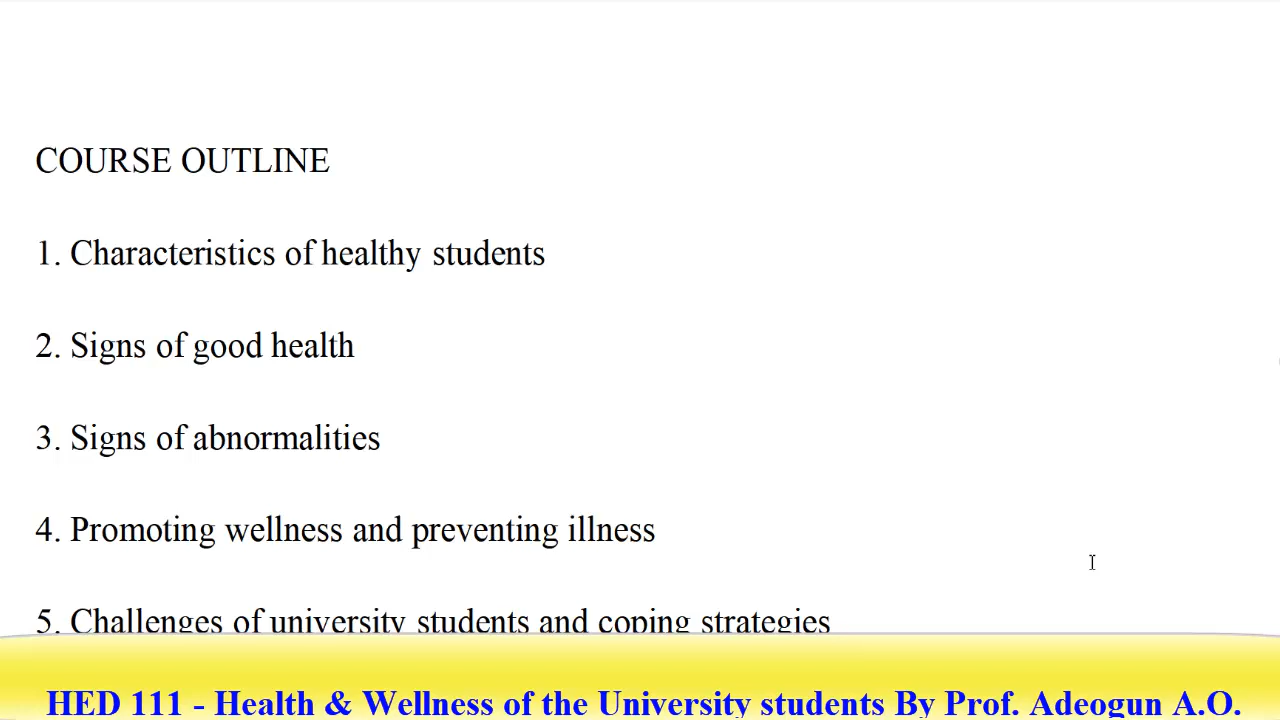 COURSE OUTLINE
1. Characteristics of healthy students
2. Signs of good health
3. Signs of abnormalities
4. Promoting wellness and preventing illness
5. Challenges of university students and coping strategies
HED 111 - Health & Wellness of the University students By Prof. Adeogun A.O.